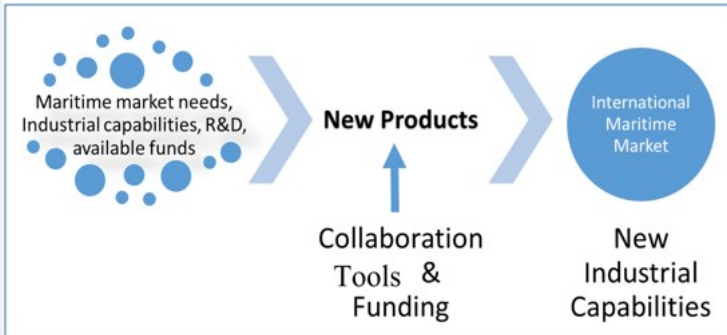 Maritime market needs,
Industrial capabilities, R&D,
available funds
New Products
Collaboration
Tools &
Funding
International
Maritime
Market
New
Industrial
Capabilities